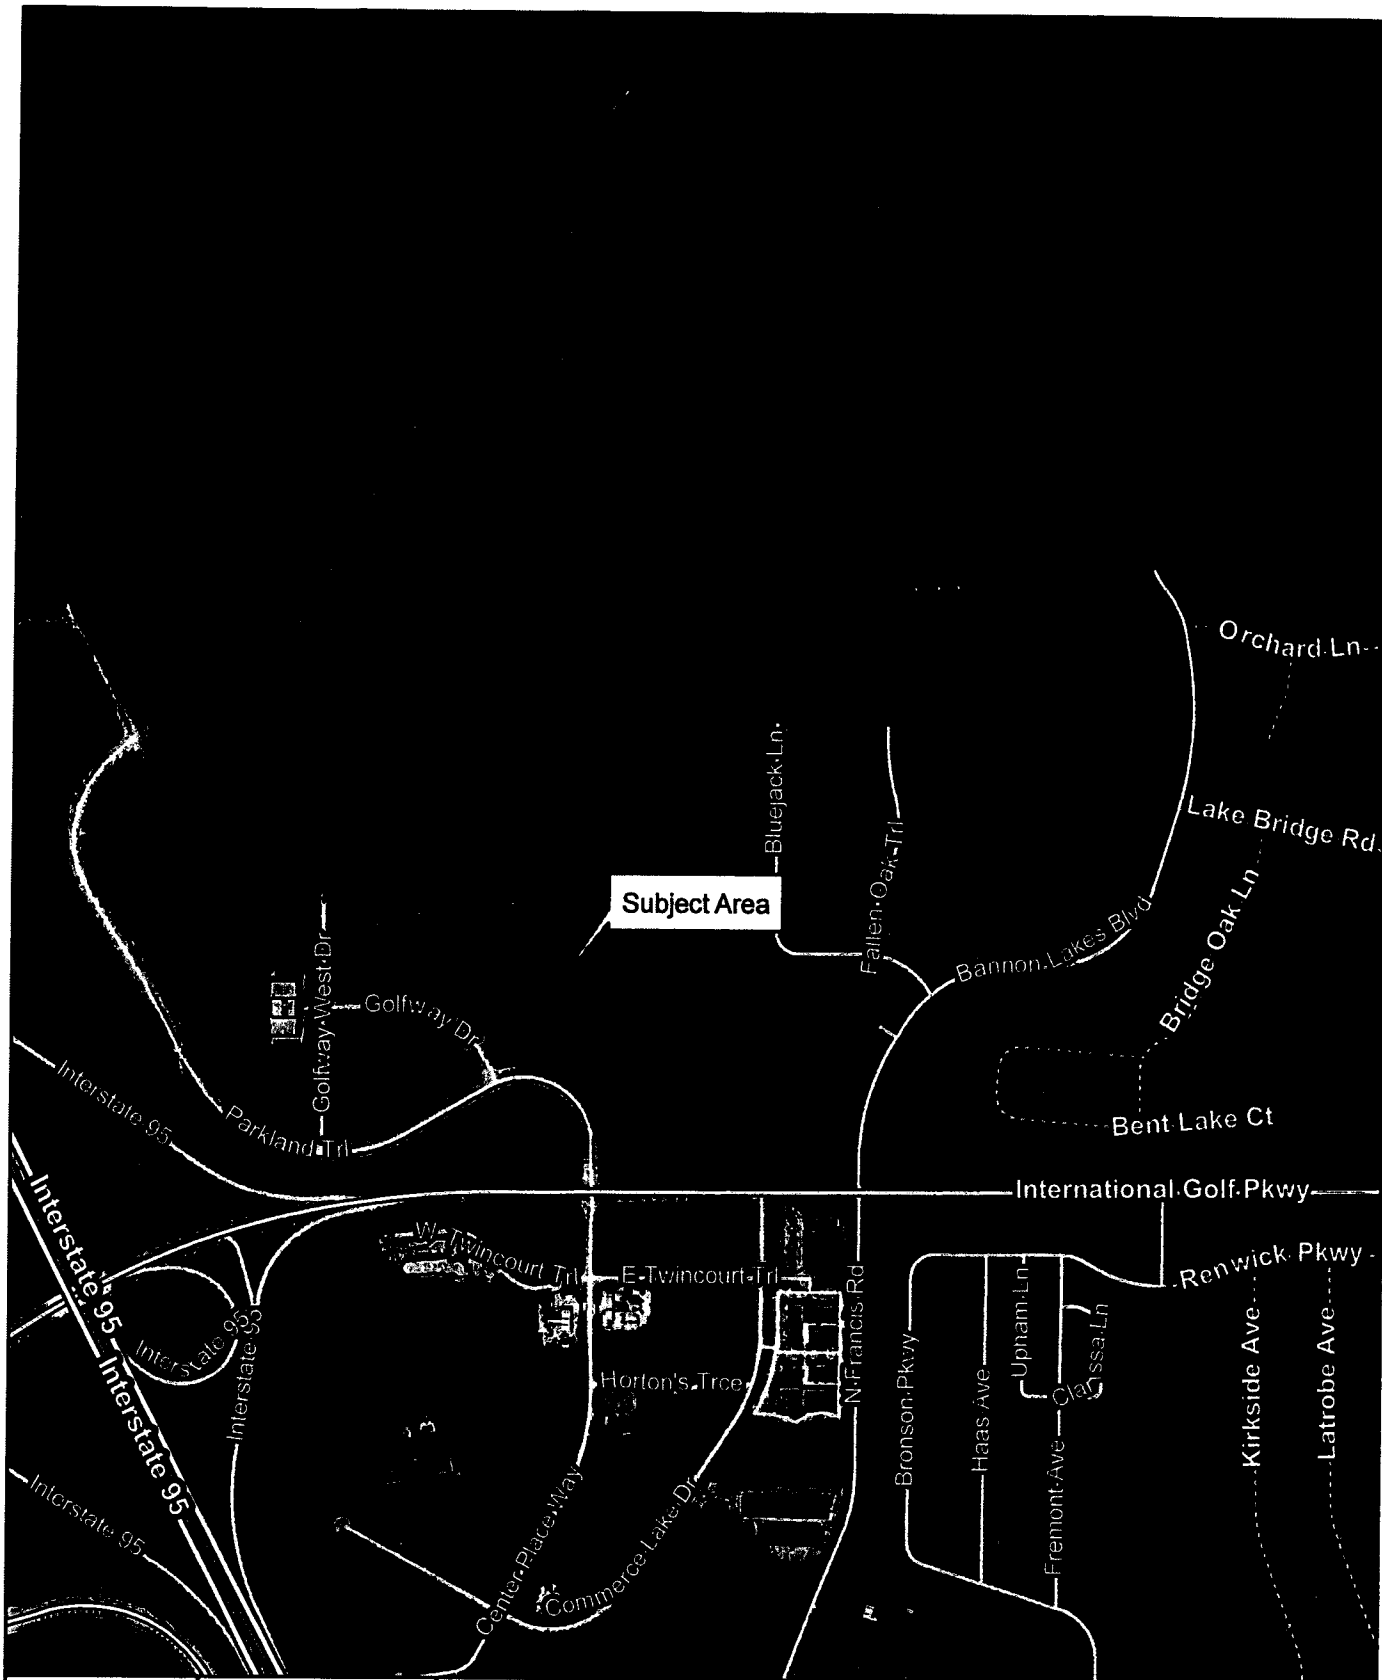 Orchard Ln
Bluejack Ln
Lake Bridge Rd
Fallen Oak Trl
Subject Area
Bridge Oak Ln
Bannon Lakes Blvd
Golfway West Dr
Golfway Dr
Interstate 95
Parkland Trl
Bent Lake Ct
International Golf Pkwy
Interstate 95
W Twincourt Trl
E Twincourt Trl
Renwick Pkwy
N Francis Rd
Upham Ln
Clarissa Ln
Interstate 95
Interstate 95
Interstate 95
Horton's Trce
Bronson Pkwy
Haas Ave
Kirkside Ave
Latrobe Ave
Interstate 95
Center Place Way
Commerce Lake Dr
Fremont Ave